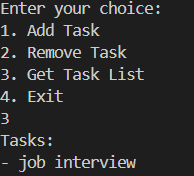 Enter your choice:
1. Add Task
2. Remove Task
3. Get Task List
4. Exit
3
Tasks:
- job interview